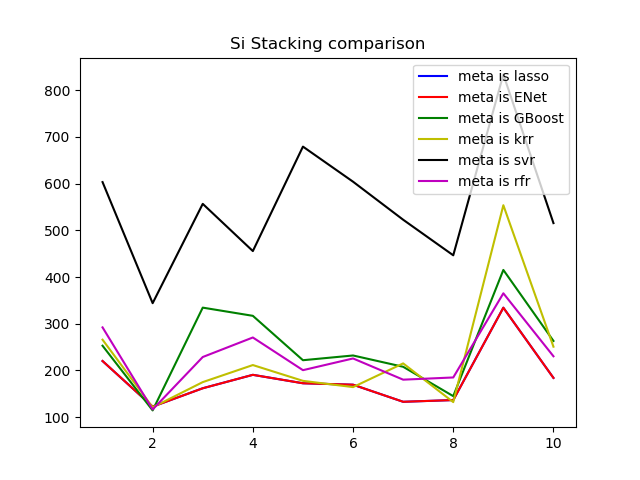 Si Stacking comparison
meta is lasso
meta is ENet
meta is GBoost
meta is krr
meta is svr
meta is rfr
800
700
600
500
400
300
200
100
2 4 6 8 10